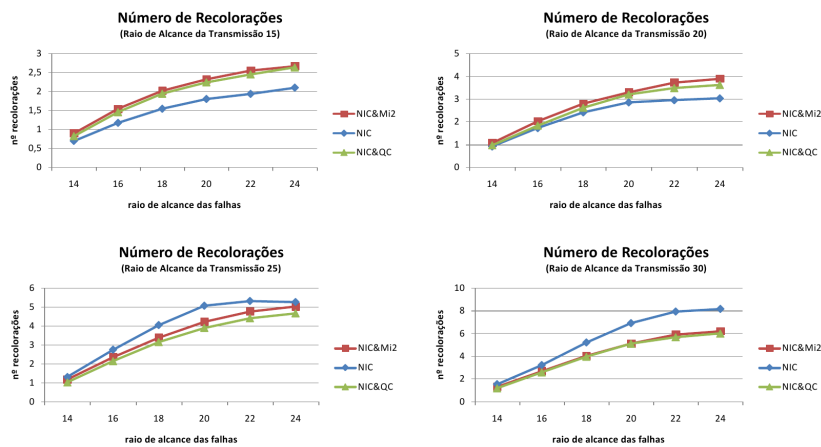 Número de Recolorações
(Raio de Alcance da Transmissão 15)
nº recolorações
3
2,5
2
1,5
1
0,5
0
14 16 18 20 22 24
raio de alcance das falhas
NIC&Mi2
NIC
NIC&QC
Número de Recolorações
(Raio de Alcance da Transmissão 20)
nº recolorações
5
4
3
2
1
0
14 16 18 20 22 24
raio de alcance das falhas
NIC&Mi2
NIC
NIC&QC
Número de Recolorações
(Raio de Alcance da Transmissão 25)
nº recolorações
6
5
4
3
2
1
0
14 16 18 20 22 24
raio de alcance das falhas
NIC&Mi2
NIC
NIC&QC
Número de Recolorações
(Raio de Alcance da Transmissão 30)
nº recolorações
10
8
6
4
2
0
14 16 18 20 22 24
raio de alcance das falhas
NIC&Mi2
NIC
NIC&QC